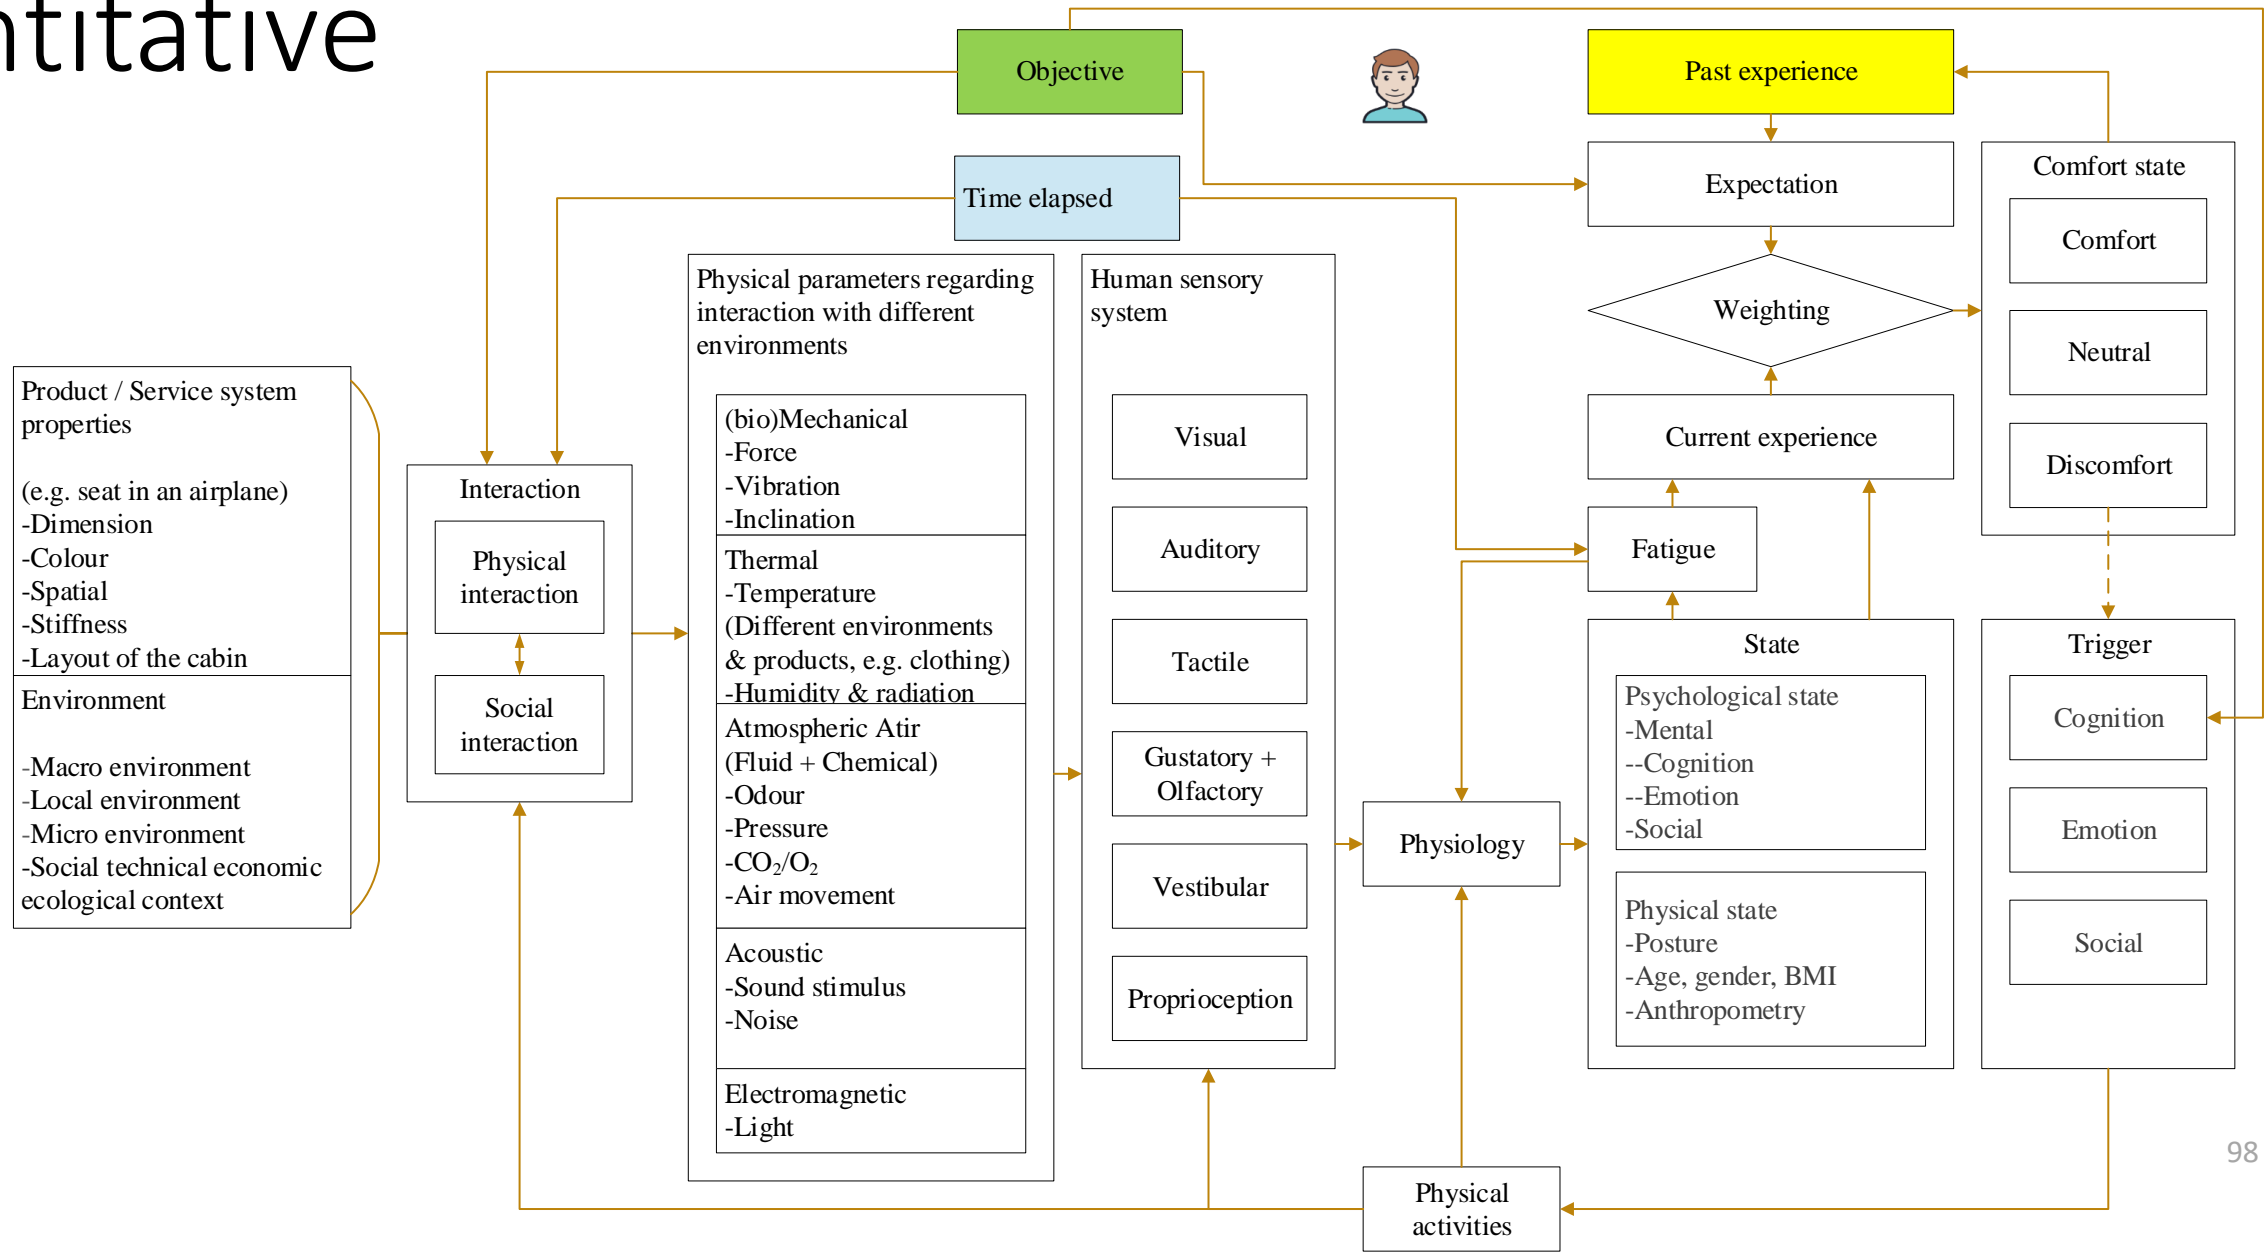 ntitative
Objective
Past experience
Time elapsed
Expectation
Comfort state
Comfort
Neutral
Discomfort
Weighting
Current experience
Physical parameters regarding
interaction with different
environments
(bio)Mechanical
-Force
-Vibration
-Inclination
Thermal
-Temperature
(Different environments
& products, e.g. clothing)
-Humidity & radiation
Atmospheric Atir
(Fluid + Chemical)
-Odour
-Pressure
-CO₂/O₂
-Air movement
Acoustic
-Sound stimulus
-Noise
Electromagnetic
-Light
Human sensory
system
Visual
Auditory
Tactile
Gustatory +
Olfactory
Vestibular
Proprioception
Product / Service system
properties
(e.g. seat in an airplane)
-Dimension
-Colour
-Spatial
-Stiffness
-Layout of the cabin
Environment
-Macro environment
-Local environment
-Micro environment
-Social technical economic
ecological context
Interaction
Physical
interaction
Social
interaction
Fatigue
Physiology
State
Psychological state
-Mental
--Cognition
--Emotion
-Social
Physical state
-Posture
-Age, gender, BMI
-Anthropometry
Trigger
Cognition
Emotion
Social
Physical
activities
98